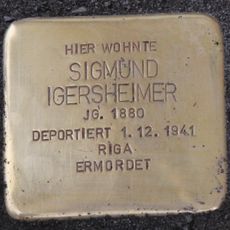 HIER WOHNTE
SIGMUND
IGERSHEIMER
JG. 1880
DEPORTIERT 1.12.1941
RIGA
ERMORDET